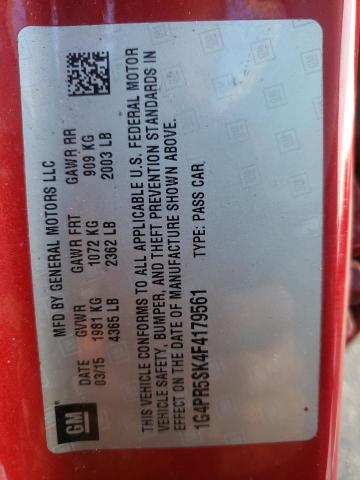 GM
MFD BY GENERAL MOTORS LLC
DATE GVWR GAWR FRT GAWR RR
03/15 1981 KG 1072 KG 909 KG
4365 LB 2362 LB 2003 LB
THIS VEHICLE CONFORMS TO ALL APPLICABLE U.S. FEDERAL MOTOR
VEHICLE SAFETY, BUMPER, AND THEFT PREVENTION STANDARDS IN
EFFECT ON THE DATE OF MANUFACTURE SHOWN ABOVE.
1G4PR5SK4F4179561 TYPE: PASS CAR